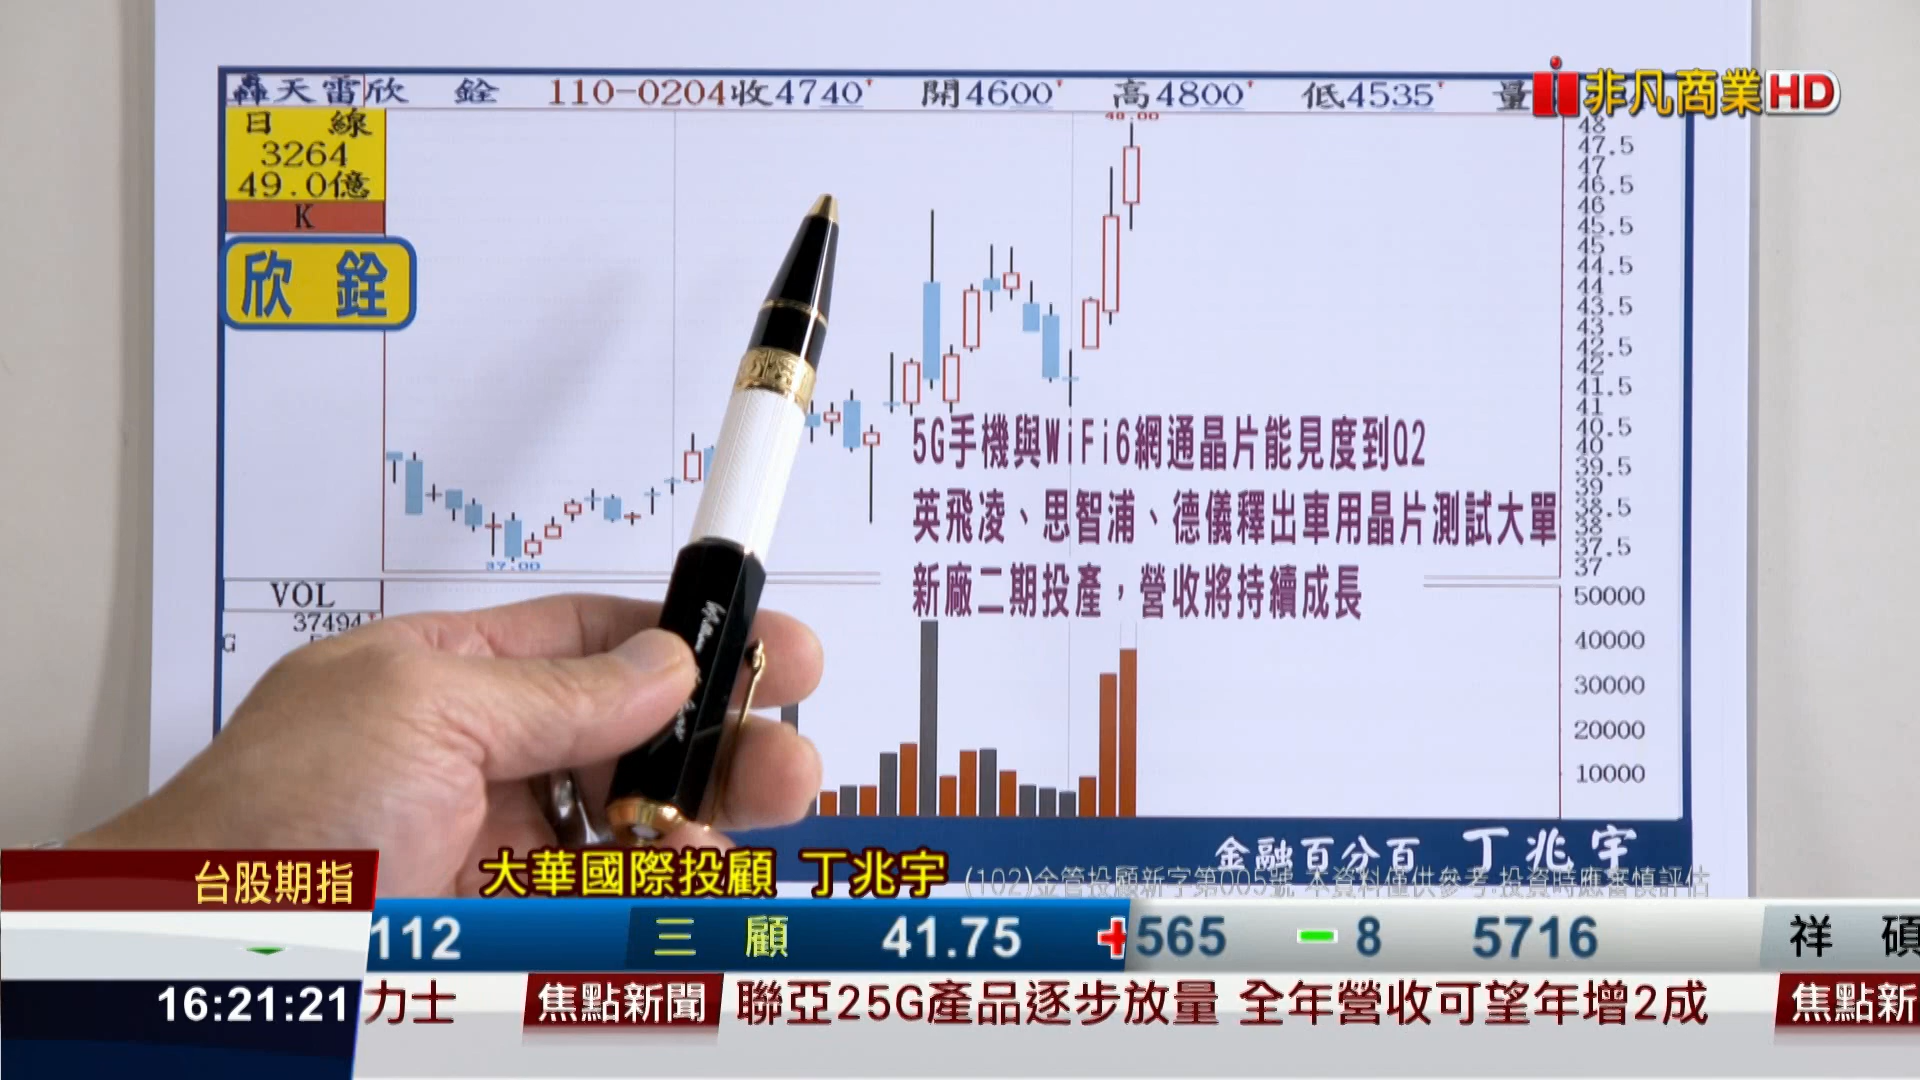 轟天雷欣 銓 110-0204收4740 開4600 高4800 低4535 量
非凡商業HD
日 線
3264
49.0億
K
欣 銓
48.00
48
47.5
47
46.5
46
45.5
45
44.5
44
43.5
43
42.5
42
41.5
41
40.5
40
39.5
39
38.5
38
37.5
37
37.00
5G手機與WiFi6網通晶片能見度到Q2
英飛凌、思智浦、德儀釋出車用晶片測試大單
新廠二期投產，營收將持續成長
VOL
37494
G
50000
40000
30000
20000
10000
金融百分百 丁兆宇
大華國際投顧 丁兆宇
(102)金管投顧新字第005號 本資料僅供參考.投資時應審慎評估
台股期指
112 三 顧 41.75 565 8 5716 祥 碩
16:21:21
力士 焦點新聞 聯亞25G產品逐步放量 全年營收可望年增2成 焦點新